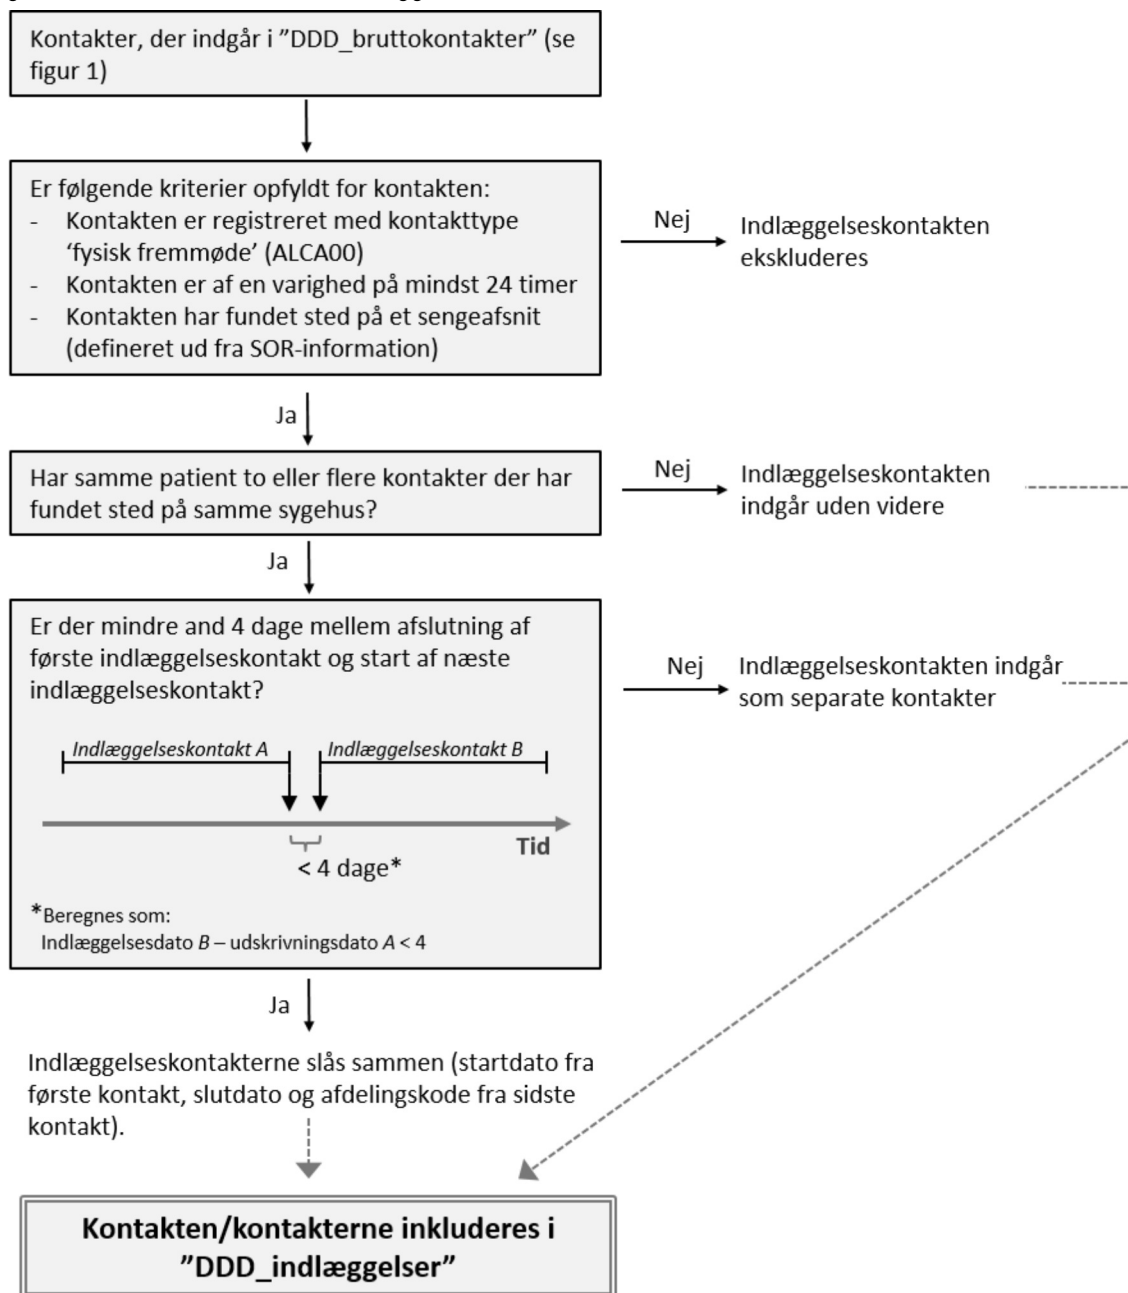 Kontakter, der indgår i ”DDD_bruttokontakter” (se
figur 1)
Er følgende kriterier opfyldt for kontakten:
- Kontakten er registreret med kontakttype
‘fysisk fremmøde’ (ALCA00)
- Kontakten er af en varighed på mindst 24 timer
- Kontakten har fundet sted på et sengeafsnit
(defineret ud fra SOR-information)
Nej
Indlæggelseskontakten
ekskluderes
Ja
Har samme patient to eller flere kontakter der har
fundet sted på samme sygehus?
Nej
Indlæggelseskontakten
indgår uden videre
Ja
Er der mindre and 4 dage mellem afslutning af
første indlæggelseskontakt og start af næste
indlæggelseskontakt?
Nej
Indlæggelseskontakten indgår
som separate kontakter
Indlæggelseskontakt A
Indlæggelseskontakt B
Tid
< 4 dage*
*Beregnes som:
Indlæggelsesdato B – udskrivningsdato A < 4
Ja
Indlæggelseskontakterne slås sammen (startdato fra
første kontakt, slutdato og afdelingskode fra sidste
kontakt).
Kontakten/kontakterne inkluderes i
”DDD_indlæggelser”